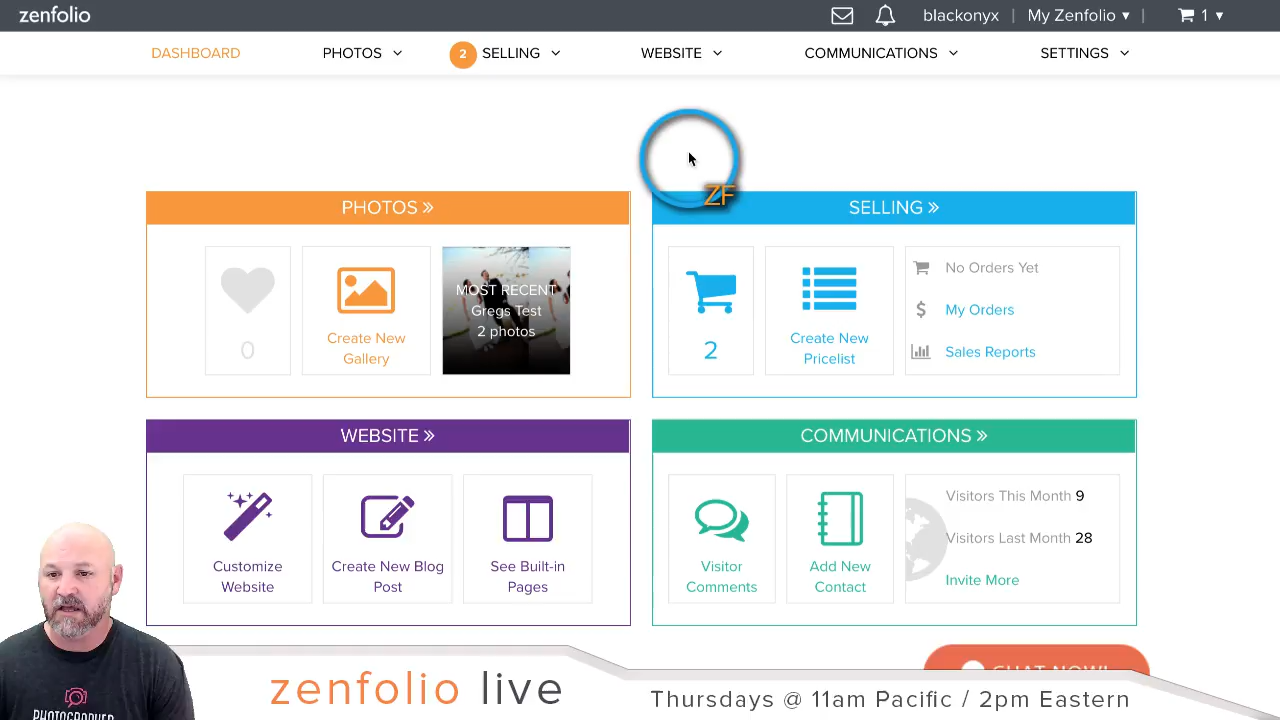 zenfolio
blackonyx | My Zenfolio ▾ | 1 ▾
DASHBOARD PHOTOS 2 SELLING WEBSITE COMMUNICATIONS SETTINGS
ZF
PHOTOS »
0
Create New
Gallery
MOST RECENT
Gregs Test
2 photos
SELLING »
2
Create New
Pricelist
No Orders Yet
$ My Orders
Sales Reports
WEBSITE »
Customize
Website
Create New Blog
Post
See Built-in
Pages
COMMUNICATIONS »
Visitor
Comments
Add New
Contact
Visitors This Month 9
Visitors Last Month 28
Invite More
CHAT NOW!
PHOTOGRAPHER
zenfolio live
Thursdays @ 11am Pacific / 2pm Eastern